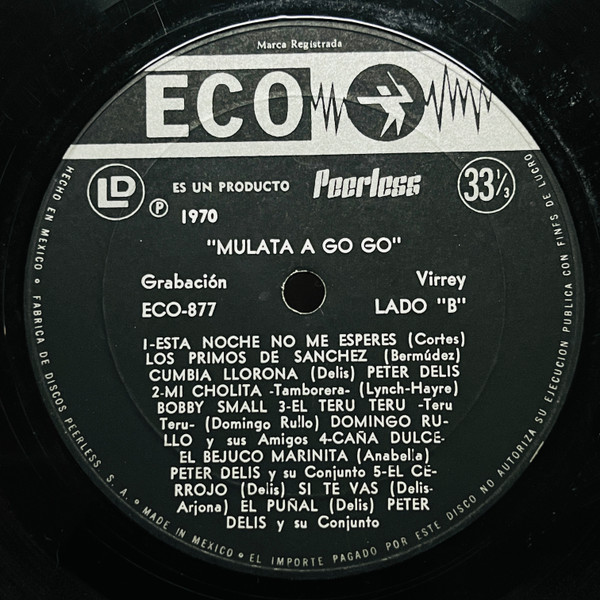 Marca Registrada
ECO
LD
ES UN PRODUCTO Peerless
33 1/3
Ⓟ 1970
"MULATA A GO GO"
Grabación Virrey
ECO-877 LADO "B"
1-ESTA NOCHE NO ME ESPERES (Cortes)
LOS PRIMOS DE SANCHEZ (Bermúdez)
CUMBIA LLORONA (Delis) PETER DELIS
2-MI CHOLITA -Tamborera- (Lynch-Hayre)
BOBBY SMALL 3-EL TERU TERU -Teru
Teru- (Domingo Rullo) DOMINGO RU-
LLO y sus Amigos 4-CAÑA DULCE-
EL BEJUCO MARINITA (Anabella)
PETER DELIS y su Conjunto 5-EL CE-
RROJO (Delis) SI TE VAS (Delis-
Arjona) EL PUÑAL (Delis) PETER
DELIS y su Conjunto
HECHO EN MEXICO • FABRICA DE DISCOS PEERLESS, S. A. • MADE IN MEXICO • EL IMPORTE PAGADO POR ESTE DISCO NO AUTORIZA SU EJECUCION PUBLICA CON FINES DE LUCRO